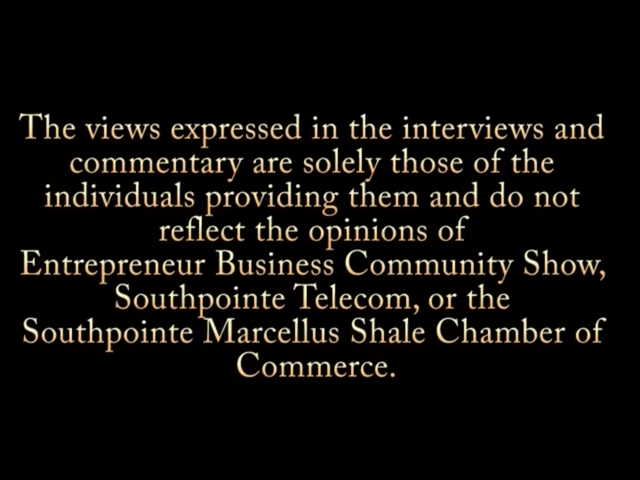 The views expressed in the interviews and
commentary are solely those of the
individuals providing them and do not
reflect the opinions of
Entrepreneur Business Community Show,
Southpointe Telecom, or the
Southpointe Marcellus Shale Chamber of
Commerce.